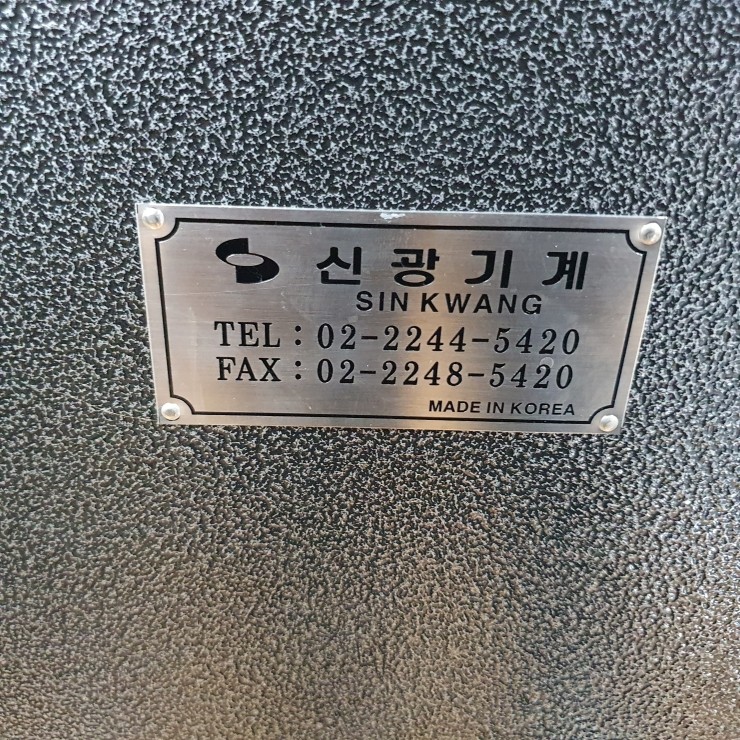 신광기계
SIN KWANG
TEL : 02-2244-5420
FAX : 02-2248-5420
MADE IN KOREA